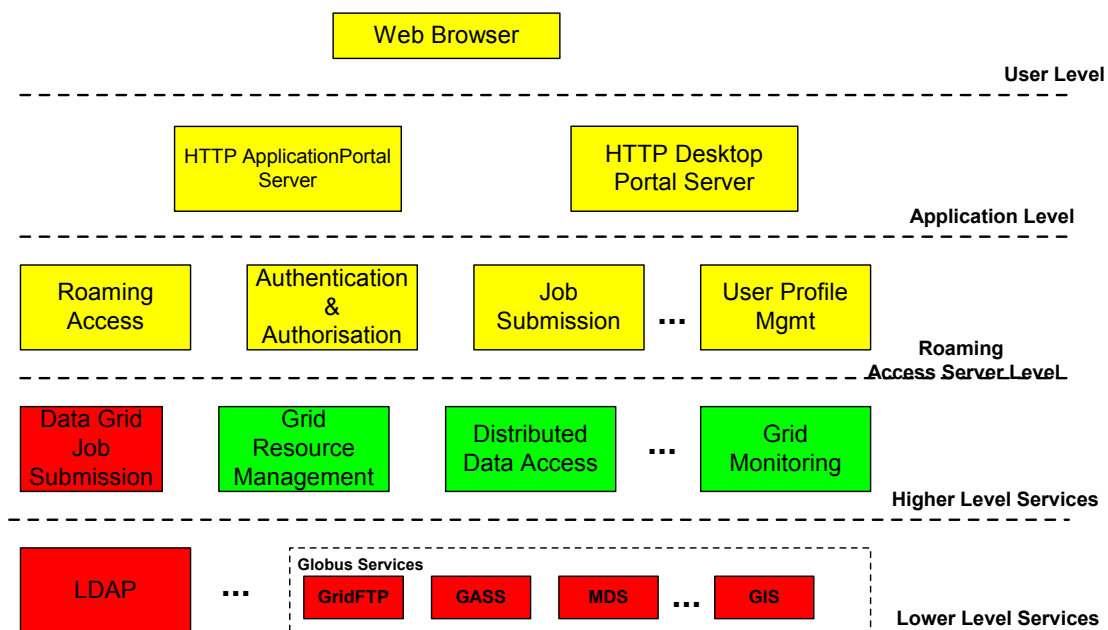 Web Browser
User Level
HTTP ApplicationPortal
Server
HTTP Desktop
Portal Server
Application Level
Roaming
Access
Authentication
&
Authorisation
Job
Submission
...
User Profile
Mgmt
Roaming
Access Server Level
Data Grid
Job
Submission
Grid
Resource
Management
Distributed
Data Access
...
Grid
Monitoring
Higher Level Services
LDAP
...
Globus Services
GridFTP
GASS
MDS
...
GIS
Lower Level Services